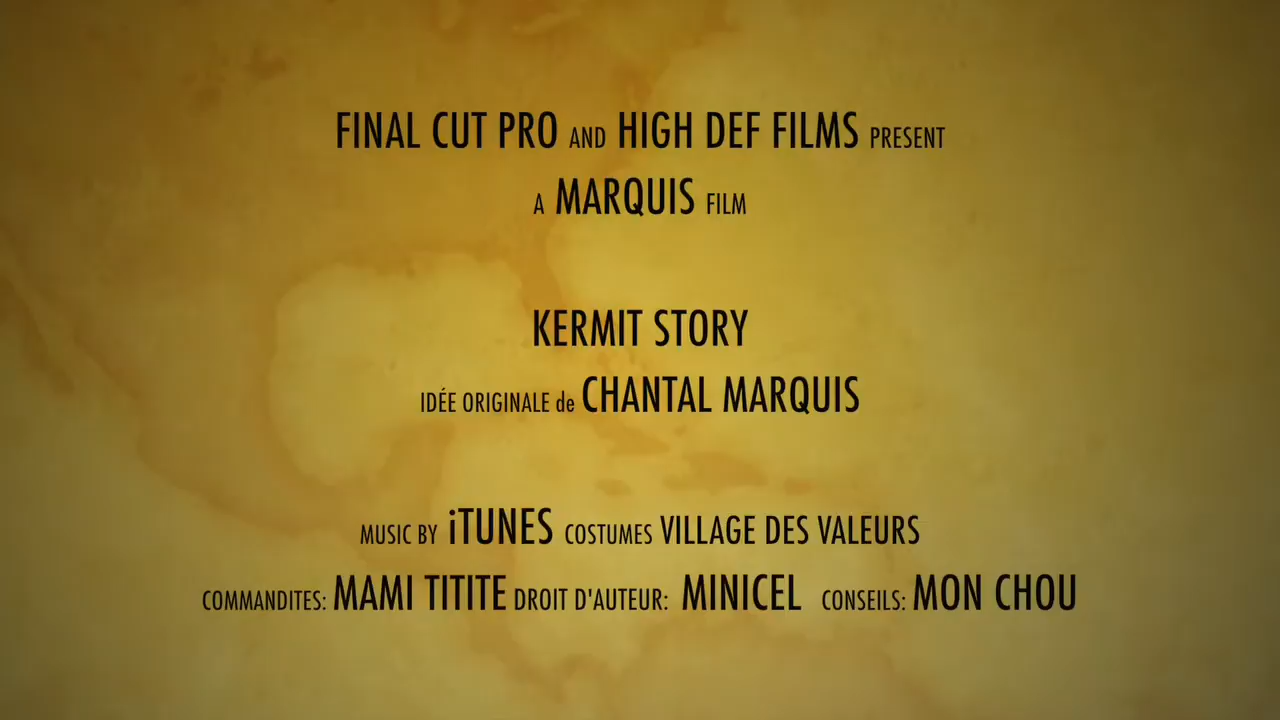 FINAL CUT PRO AND HIGH DEF FILMS PRESENT
A MARQUIS FILM
KERMIT STORY
IDÉE ORIGINALE de CHANTAL MARQUIS
MUSIC BY iTUNES COSTUMES VILLAGE DES VALEURS
COMMANDITES: MAMI TITITE DROIT D'AUTEUR: MINICEL CONSEILS: MON CHOU